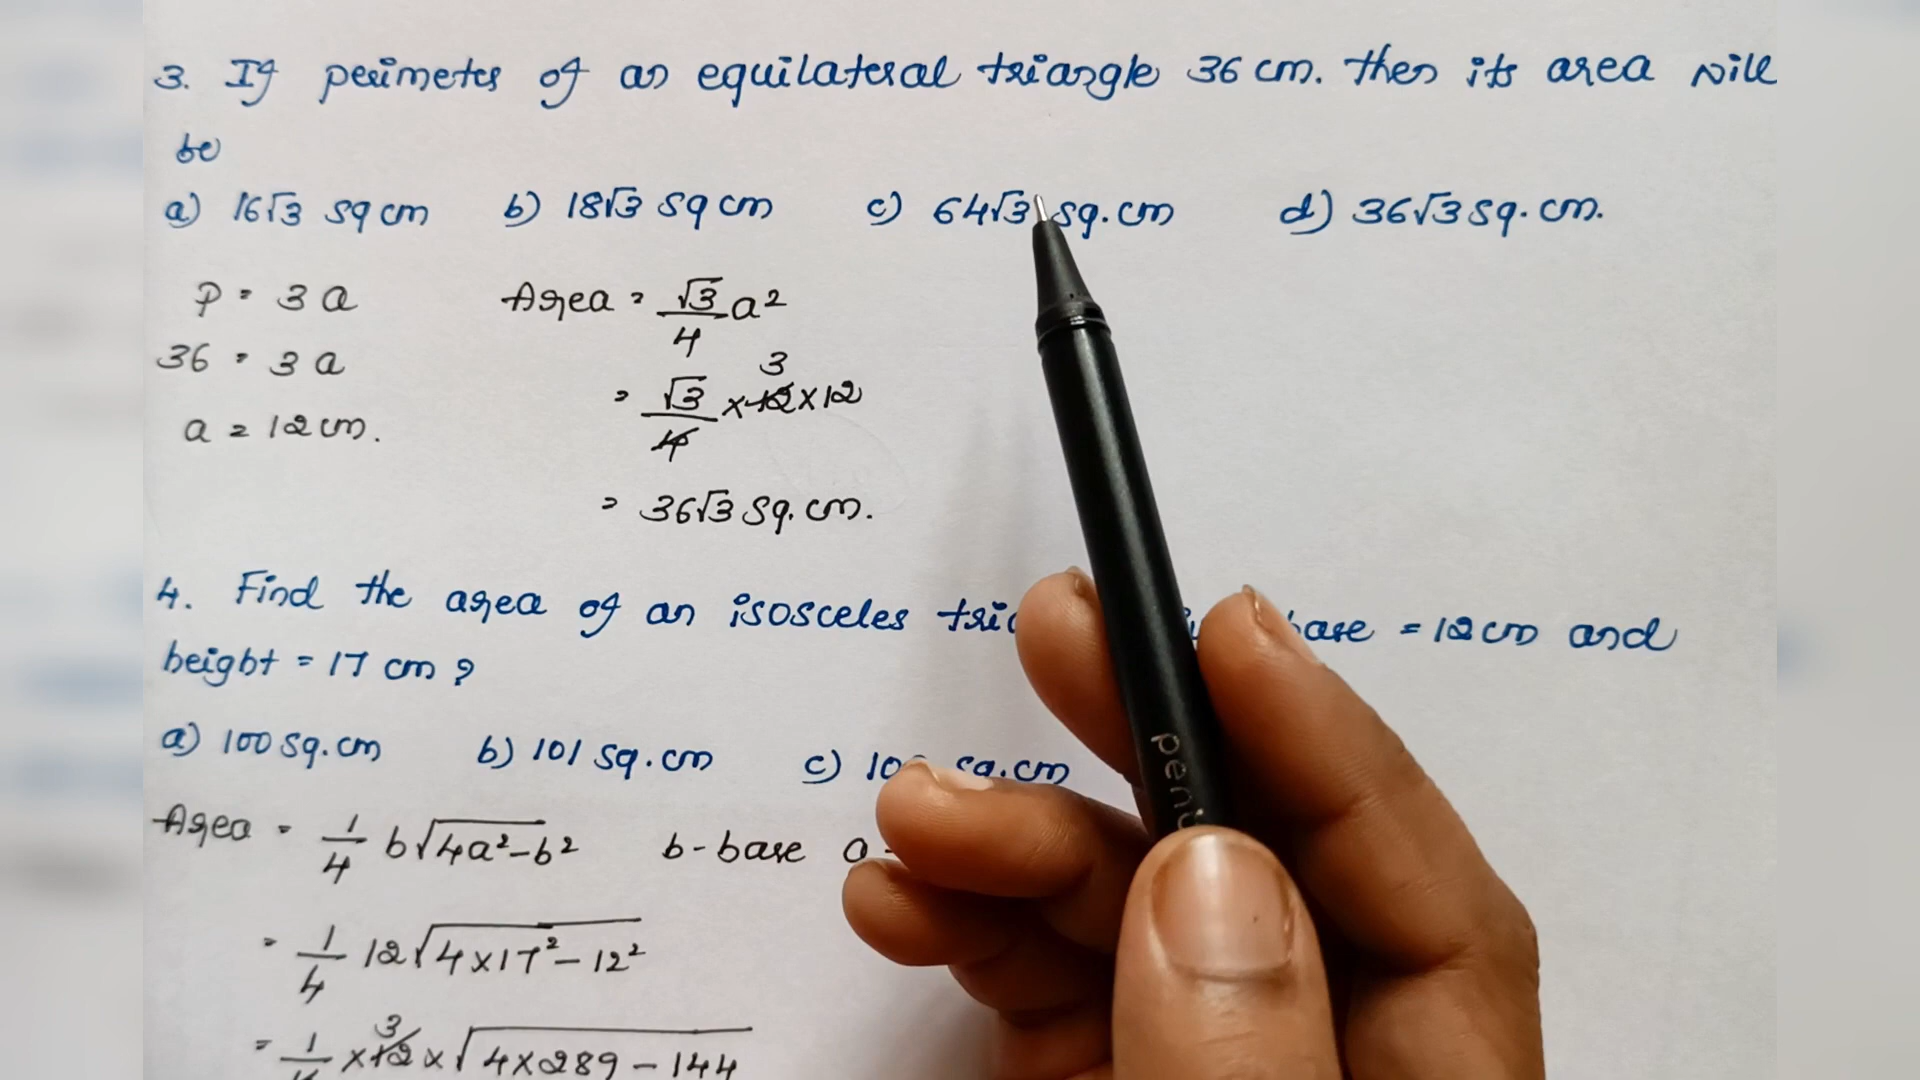 3. If perimeter of an equilateral triangle 36 cm. then its area will
be
a) 16√3 sq cm b) 18√3 sq cm c) 64√3 sq.cm d) 36√3 sq. cm.
P = 3a Area = √3/4 a²
36 = 3a = √3/4 × 12 × 12 3
a = 12 cm.
= 36√3 sq. cm.
4. Find the area of an isosceles = 12 cm and
height = 17 cm ?
a) 100 sq.cm b) 101 sq.cm c) sq.cm
Area = 1/4 b√4a²-b² b-base a
= 1/4 12√4×17²-12²
= 1/4 ×12× √4×289-144 3
pent